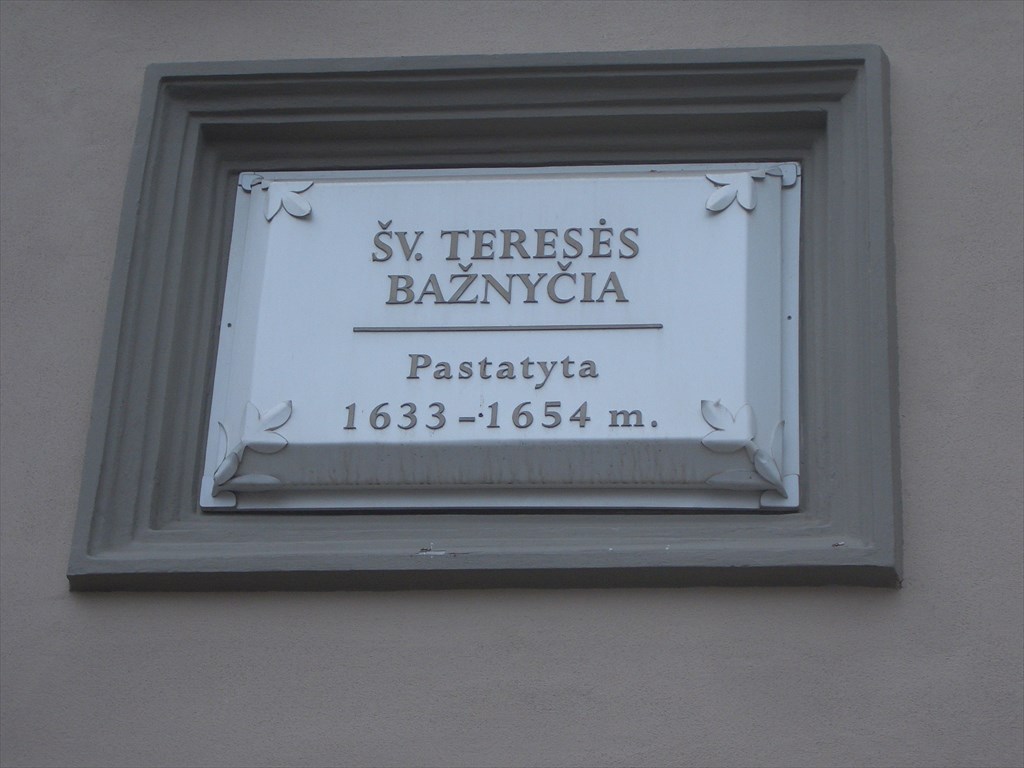 ŠV. TERESĖS
BAŽNYČIA
Pastatyta
1633-1654 m.